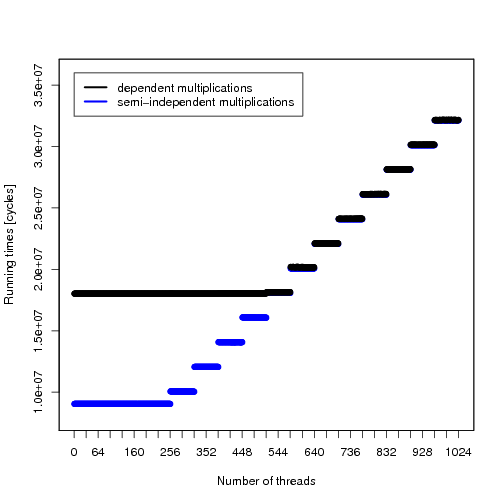 dependent multiplications
semi−independent multiplications
Running times [cycles]
3.5e+07
3.0e+07
2.5e+07
2.0e+07
1.5e+07
1.0e+07
0 64 160 256 352 448 544 640 736 832 928 1024
Number of threads